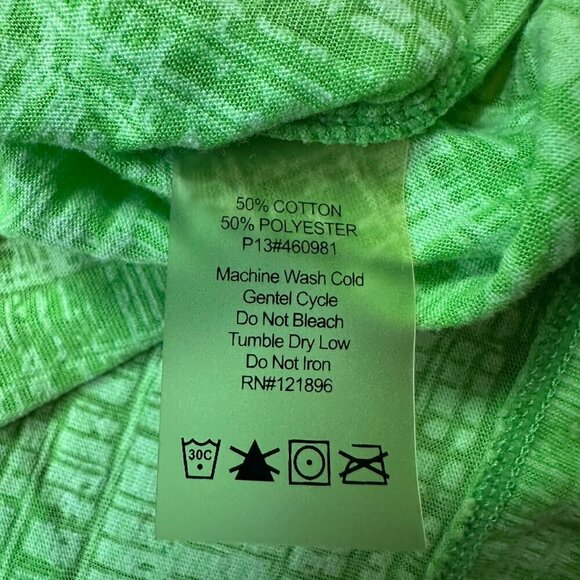 50% COTTON
50% POLYESTER
P13#460981
Machine Wash Cold
Gentel Cycle
Do Not Bleach
Tumble Dry Low
Do Not Iron
RN#121896
30C